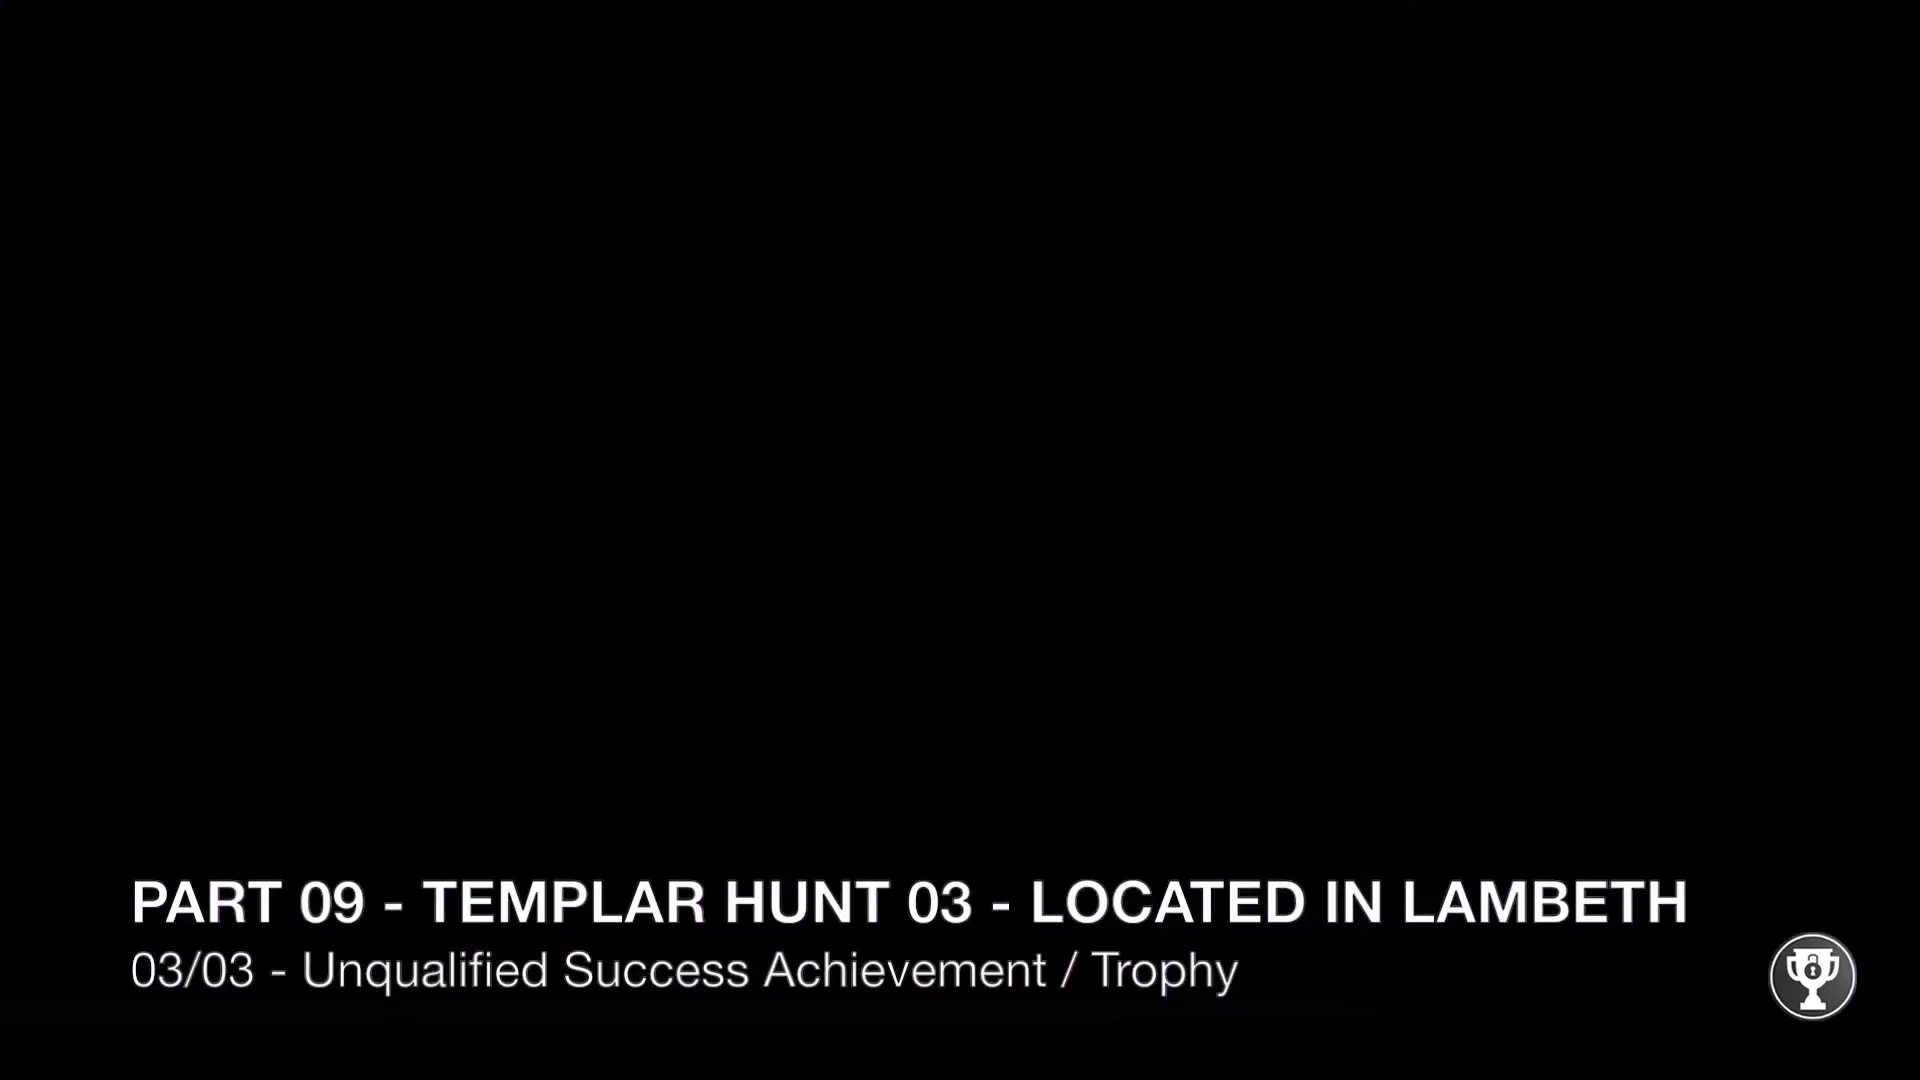 PART 09 - TEMPLAR HUNT 03 - LOCATED IN LAMBETH
03/03 - Unqualified Success Achievement / Trophy